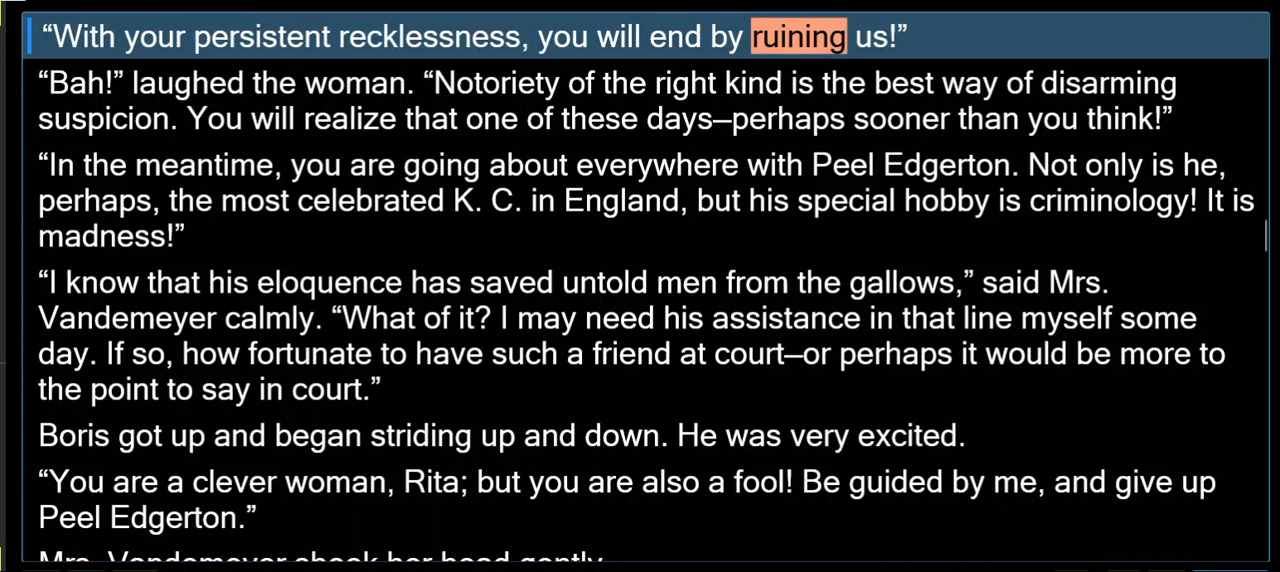 “With your persistent recklessness, you will end by ruining us!”
“Bah!” laughed the woman. “Notoriety of the right kind is the best way of disarming
suspicion. You will realize that one of these days—perhaps sooner than you think!”
“In the meantime, you are going about everywhere with Peel Edgerton. Not only is he,
perhaps, the most celebrated K. C. in England, but his special hobby is criminology! It is
madness!”
“I know that his eloquence has saved untold men from the gallows,” said Mrs.
Vandemeyer calmly. “What of it? I may need his assistance in that line myself some
day. If so, how fortunate to have such a friend at court—or perhaps it would be more to
the point to say in court.”
Boris got up and began striding up and down. He was very excited.
“You are a clever woman, Rita; but you are also a fool! Be guided by me, and give up
Peel Edgerton.”
Mrs. Vandemeyer shook her head gently.